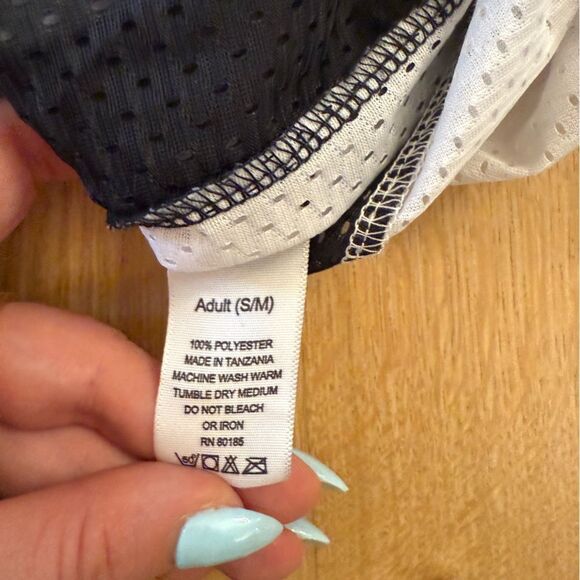 Adult (S/M)
100% POLYESTER
MADE IN TANZANIA
MACHINE WASH WARM
TUMBLE DRY MEDIUM
DO NOT BLEACH
OR IRON
RN 80185